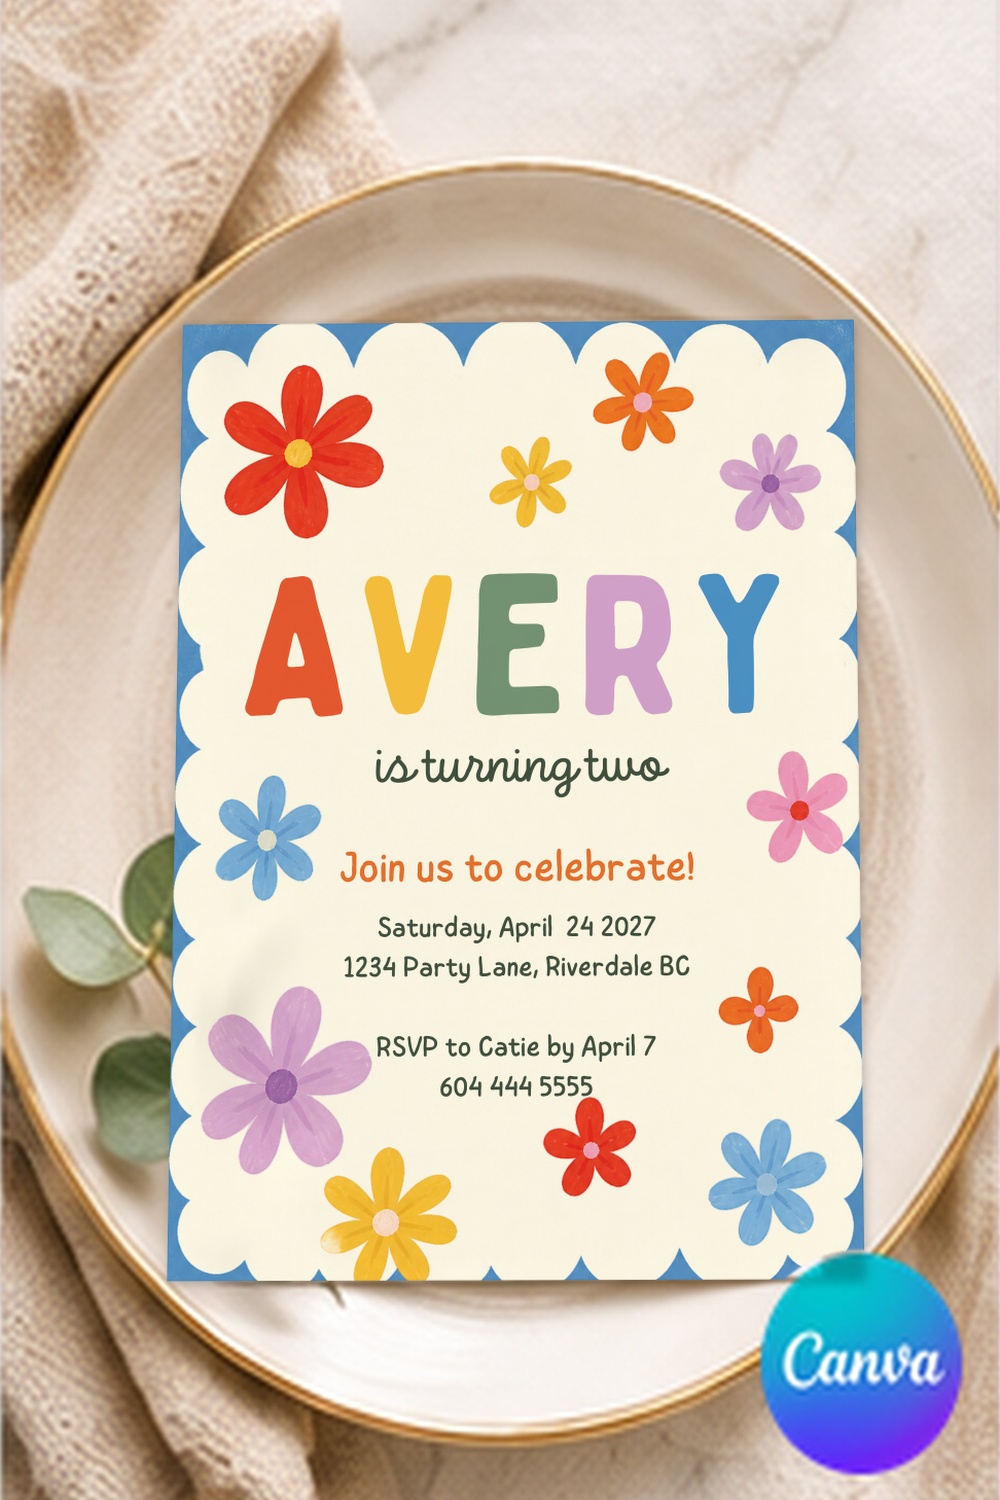 AVERY
is turning two
Join us to celebrate!
Saturday, April  24 2027
1234 Party Lane, Riverdale BC
RSVP to Catie by April 7
604 444 5555
Canva